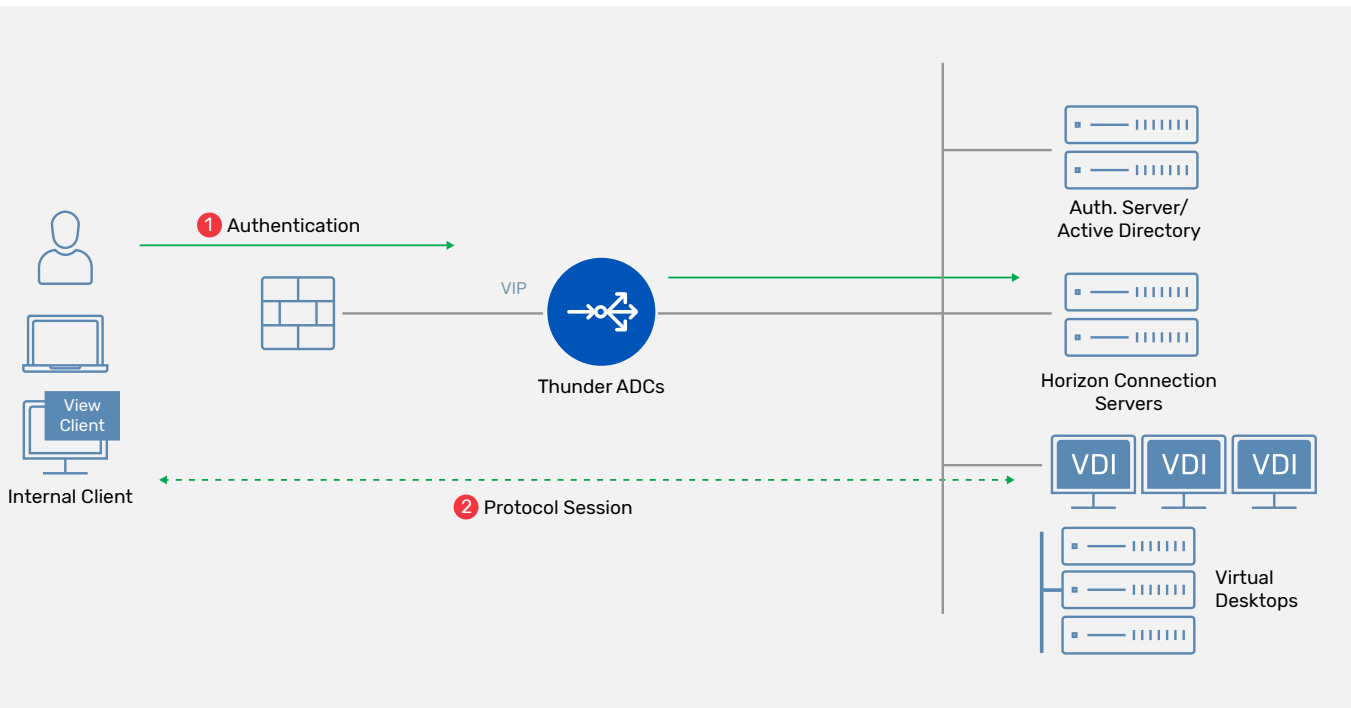 1 Authentication
VIP
Thunder ADCs
View
Client
Internal Client
2 Protocol Session
Auth. Server/
Active Directory
Horizon Connection
Servers
VDI VDI VDI
Virtual
Desktops